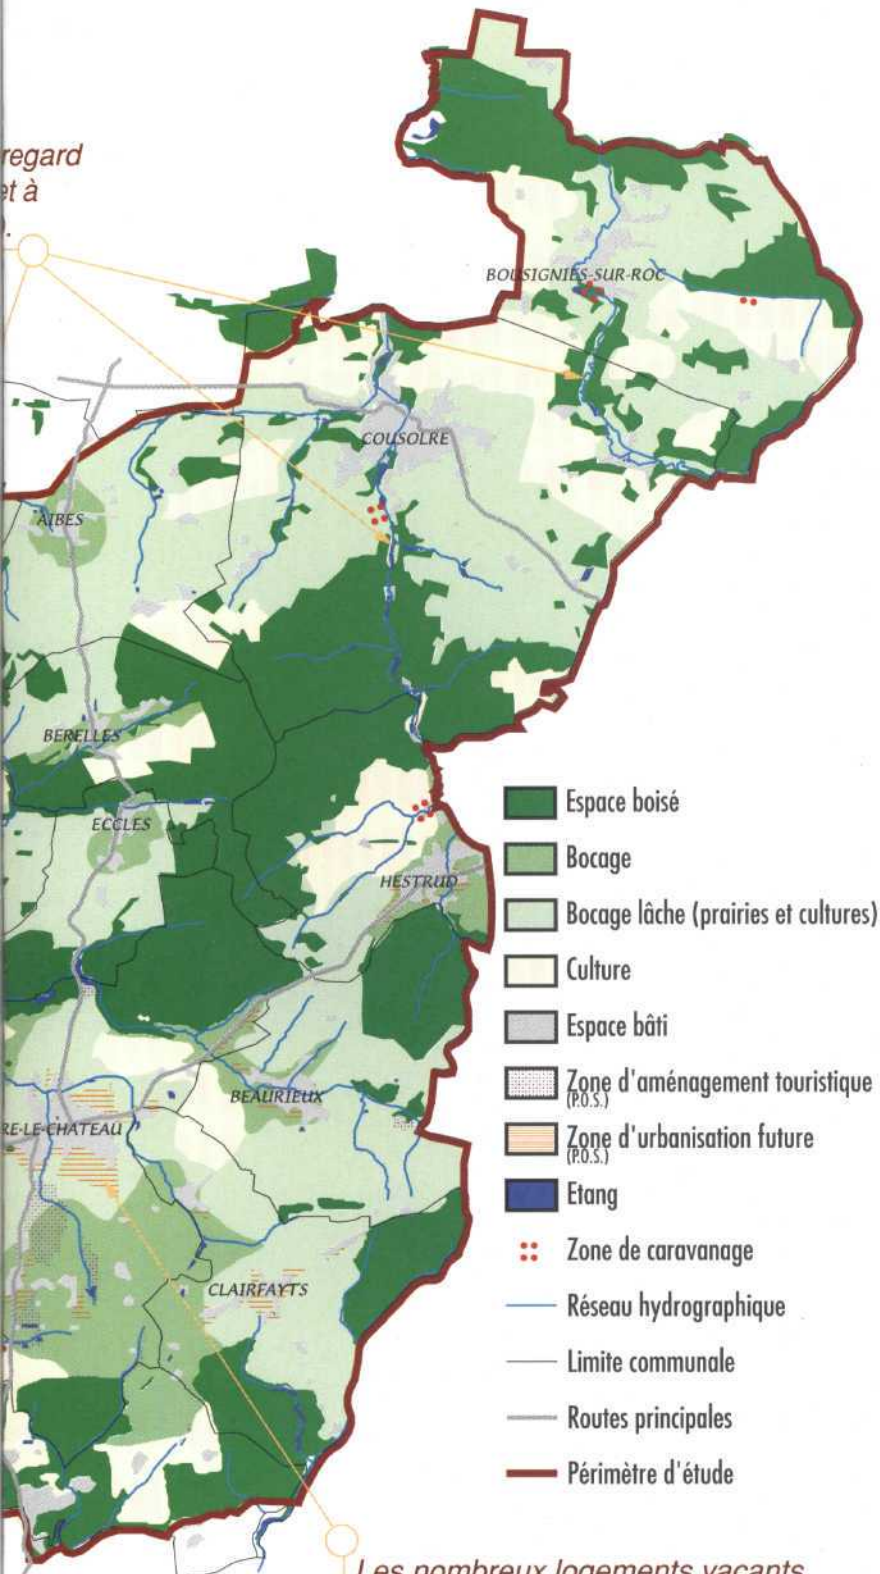 regard
et à
).
BOUSIGNIES-SUR-ROC
COUSOLRE
AIBES
BERELLES
ECCLES
HESTRUD
BEAURIEUX
RE-LE-CHATEAU
CLAIRFAYTS
Espace boisé
Bocage
Bocage lâche (prairies et cultures)
Culture
Espace bâti
Zone d'aménagement touristique
(P.O.S.)
Zone d'urbanisation future
(P.O.S.)
Etang
Zone de caravanage
Réseau hydrographique
Limite communale
Routes principales
Périmètre d'étude
Les nombreux logements vacants